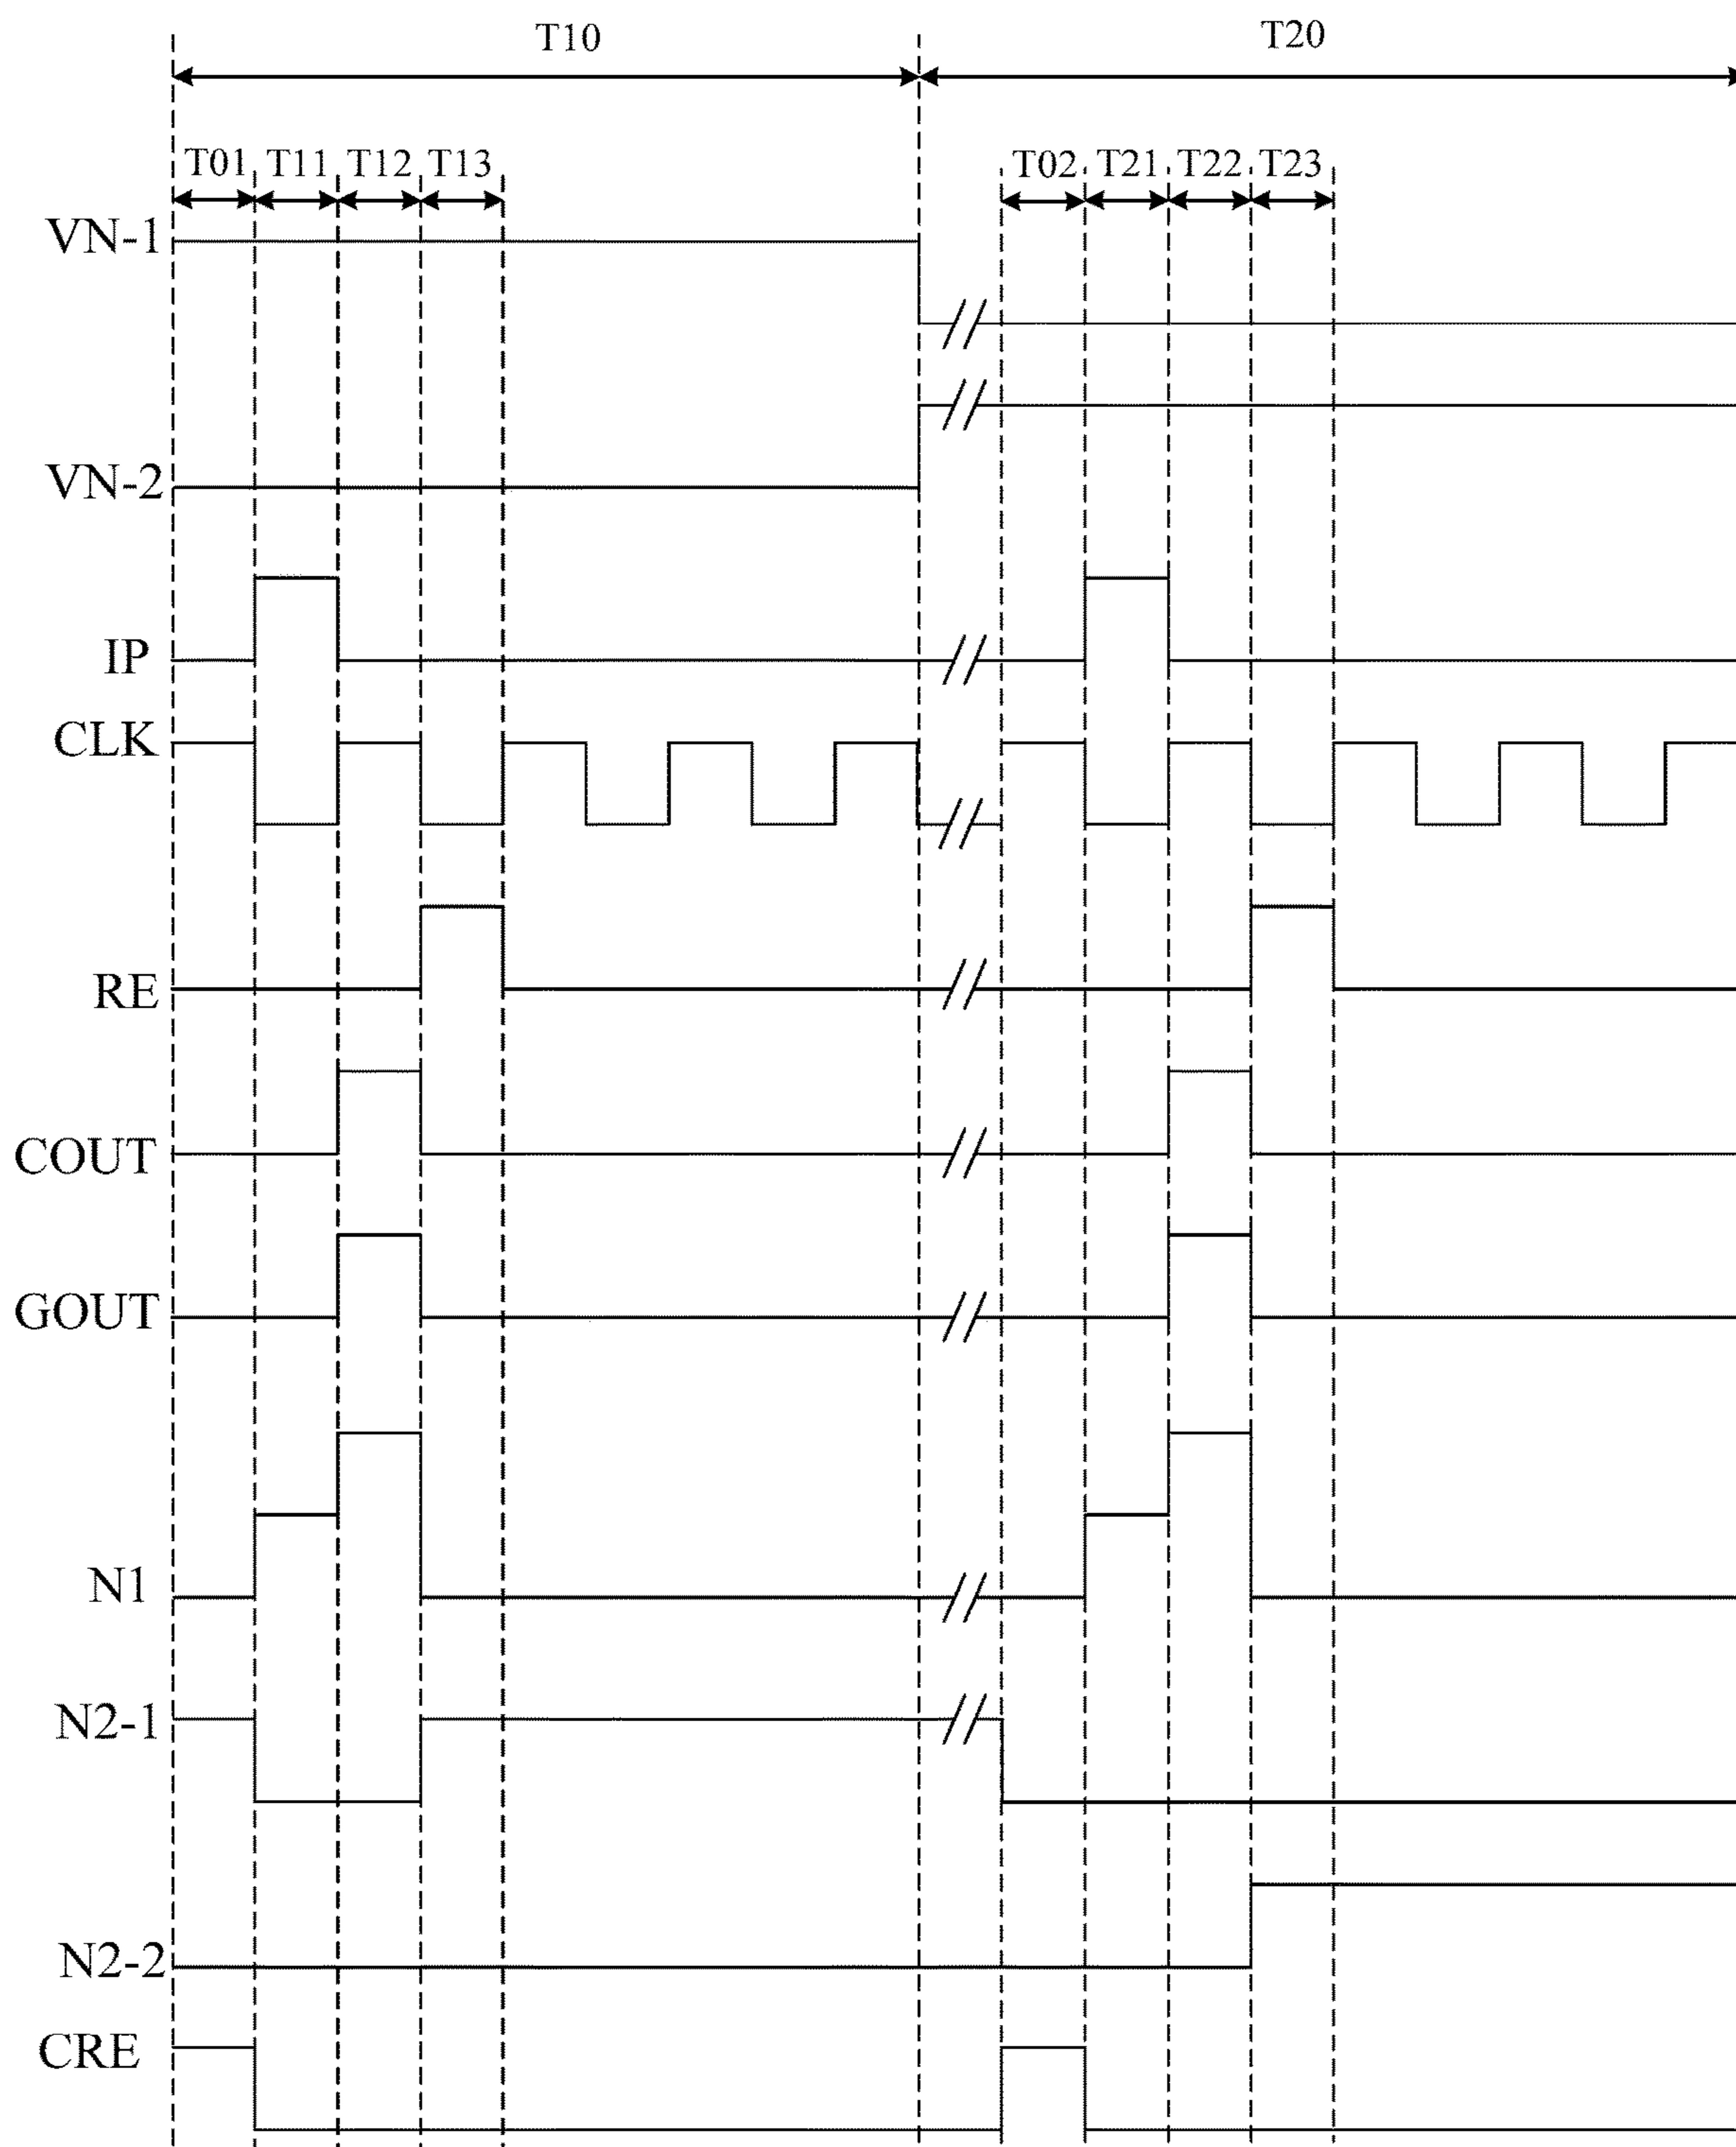 T10 T20
T01 T11 T12 T13 T02 T21 T22 T23
VN-1
VN-2
IP
CLK
RE
COUT
GOUT
N1
N2-1
N2-2
CRE